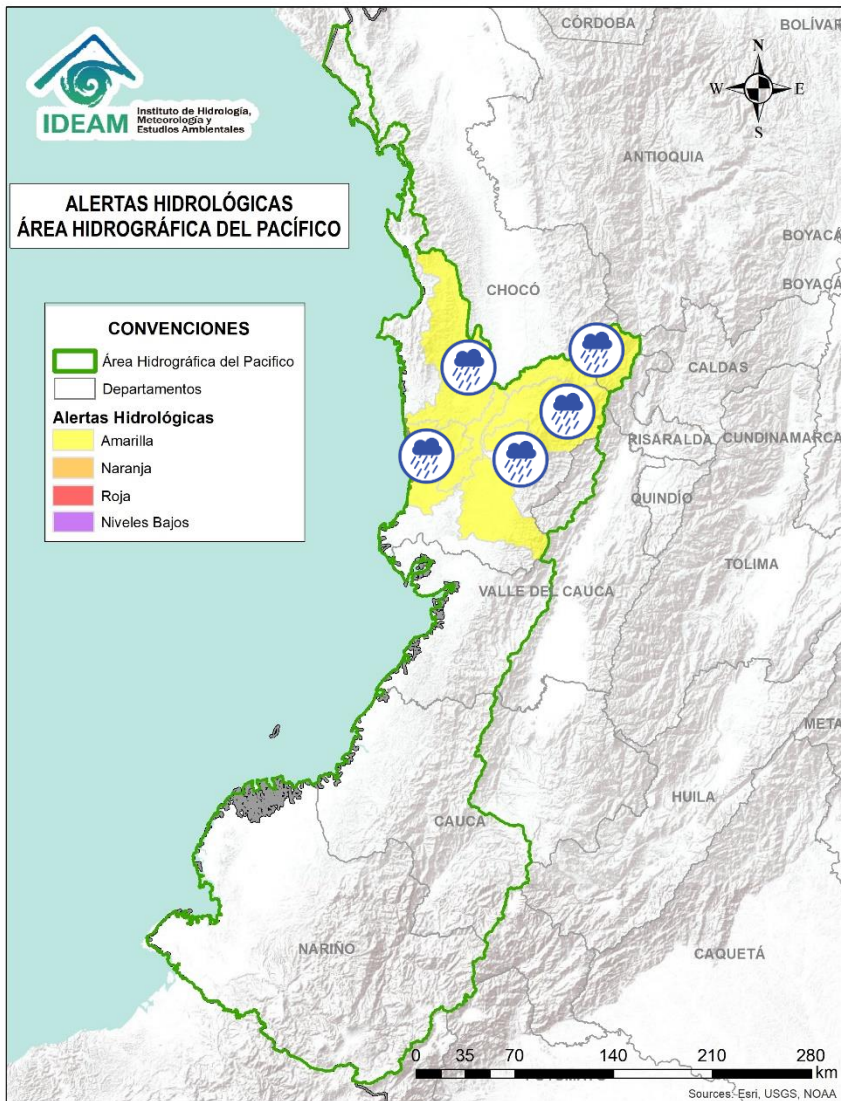 CÓRDOBA
BOLÍVAR
N
W
E
S
IDEAM
Instituto de Hidrología,
Meteorología y
Estudios Ambientales
ANTIOQUIA
ALERTAS HIDROLÓGICAS
ÁREA HIDROGRÁFICA DEL PACÍFICO
BOYACÁ
BOYACÁ
CHOCÓ
CONVENCIONES
Área Hidrográfica del Pacifico
Departamentos
Alertas Hidrológicas
Amarilla
Naranja
Roja
Niveles Bajos
CALDAS
RISARALDA
CUNDINAMARCA
QUINDÍO
TOLIMA
VALLE DEL CAUCA
META
HUILA
CAUCA
NARIÑO
CAQUETÁ
0 35 70 140 210 280
km
Sources: Esri, USGS, NOAA